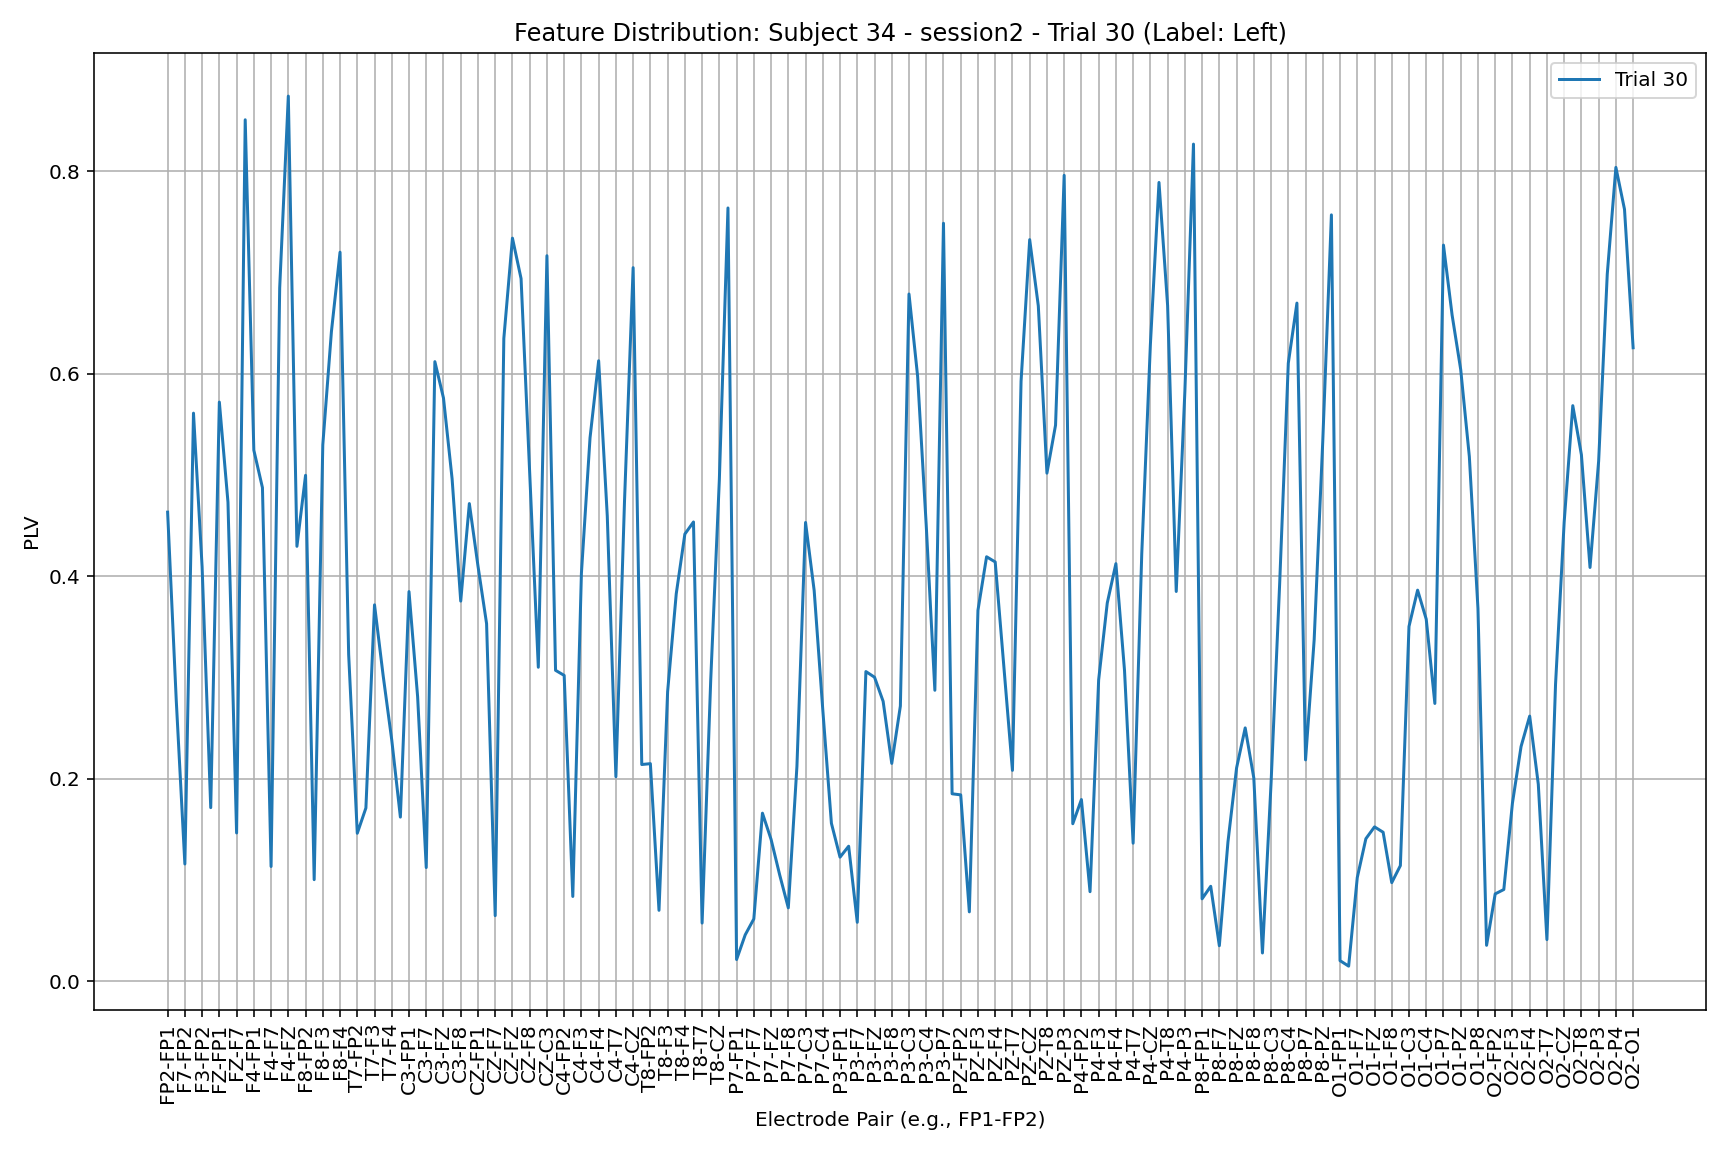 Feature Distribution: Subject 34 - session2 - Trial 30 (Label: Left)
Trial 30
PLV
0.8
0.6
0.4
0.2
0.0
FP2-FP1
F7-FP2
F3-FP2
FZ-FP1
FZ-F7
F4-FP1
F4-F7
F4-FZ
F8-FP2
F8-F3
F8-F4
T7-FP2
T7-F3
T7-F4
C3-FP1
C3-F7
C3-FZ
C3-F8
CZ-FP1
CZ-F7
CZ-FZ
CZ-F8
CZ-C3
C4-FP2
C4-F3
C4-F4
C4-T7
C4-CZ
T8-FP2
T8-F3
T8-F4
T8-T7
T8-CZ
P7-FP1
P7-F7
P7-FZ
P7-F8
P7-C3
P7-C4
P3-FP1
P3-F7
P3-FZ
P3-F8
P3-C3
P3-C4
P3-P7
PZ-FP2
PZ-F3
PZ-F4
PZ-T7
PZ-CZ
PZ-T8
PZ-P3
P4-FP2
P4-F3
P4-F4
P4-T7
P4-CZ
P4-T8
P4-P3
P8-FP1
P8-F7
P8-FZ
P8-F8
P8-C3
P8-C4
P8-P7
P8-PZ
O1-FP1
O1-F7
O1-FZ
O1-F8
O1-C3
O1-C4
O1-P7
O1-PZ
O1-P8
O2-FP2
O2-F3
O2-F4
O2-T7
O2-CZ
O2-T8
O2-P3
O2-P4
O2-O1
Electrode Pair (e.g., FP1-FP2)